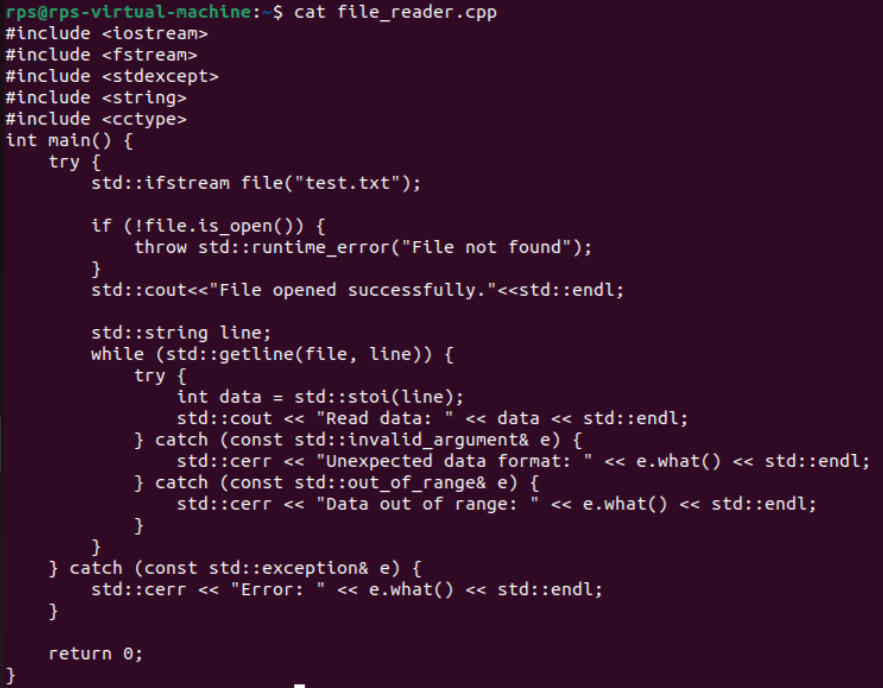 rps@rps-virtual-machine:~$ cat file_reader.cpp
#include <iostream>
#include <fstream>
#include <stdexcept>
#include <string>
#include <cctype>
int main() {
    try {
        std::ifstream file("test.txt");

        if (!file.is_open()) {
            throw std::runtime_error("File not found");
        }
        std::cout<<"File opened successfully."<<std::endl;

        std::string line;
        while (std::getline(file, line)) {
            try {
                int data = std::stoi(line);
                std::cout << "Read data: " << data << std::endl;
            } catch (const std::invalid_argument& e) {
                std::cerr << "Unexpected data format: " << e.what() << std::endl;
            } catch (const std::out_of_range& e) {
                std::cerr << "Data out of range: " << e.what() << std::endl;
            }
        }
    } catch (const std::exception& e) {
        std::cerr << "Error: " << e.what() << std::endl;
    }

    return 0;
}